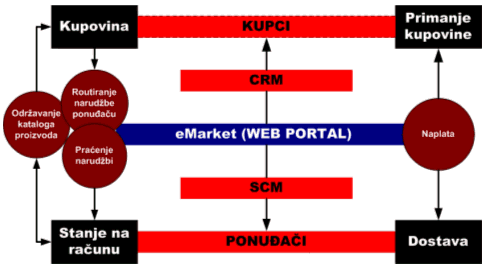 Kupovina
KUPCI
Primanje
kupovine
CRM
Routiranje
narudžbe
ponuđaču
Održavanje
kataloga
proizvoda
eMarket (WEB PORTAL)
Naplata
Praćenje
narudžbi
SCM
Stanje na
računu
PONUĐAČI
Dostava